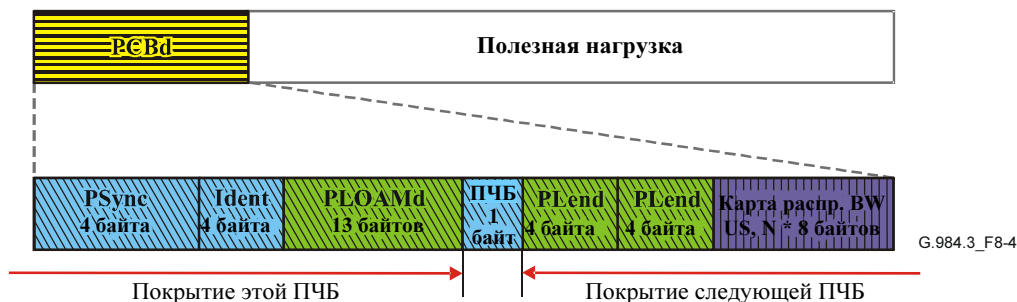 PCBd
Полезная нагрузка
PSync
4 байта
Ident
4 байта
PLOAMd
13 байтов
ПЧБ
1
байт
PLend
4 байта
PLend
4 байта
Карта распр. BW
US, N * 8 байтов
G.984.3_F8-4
Покрытие этой ПЧБ
Покрытие следующей ПЧБ